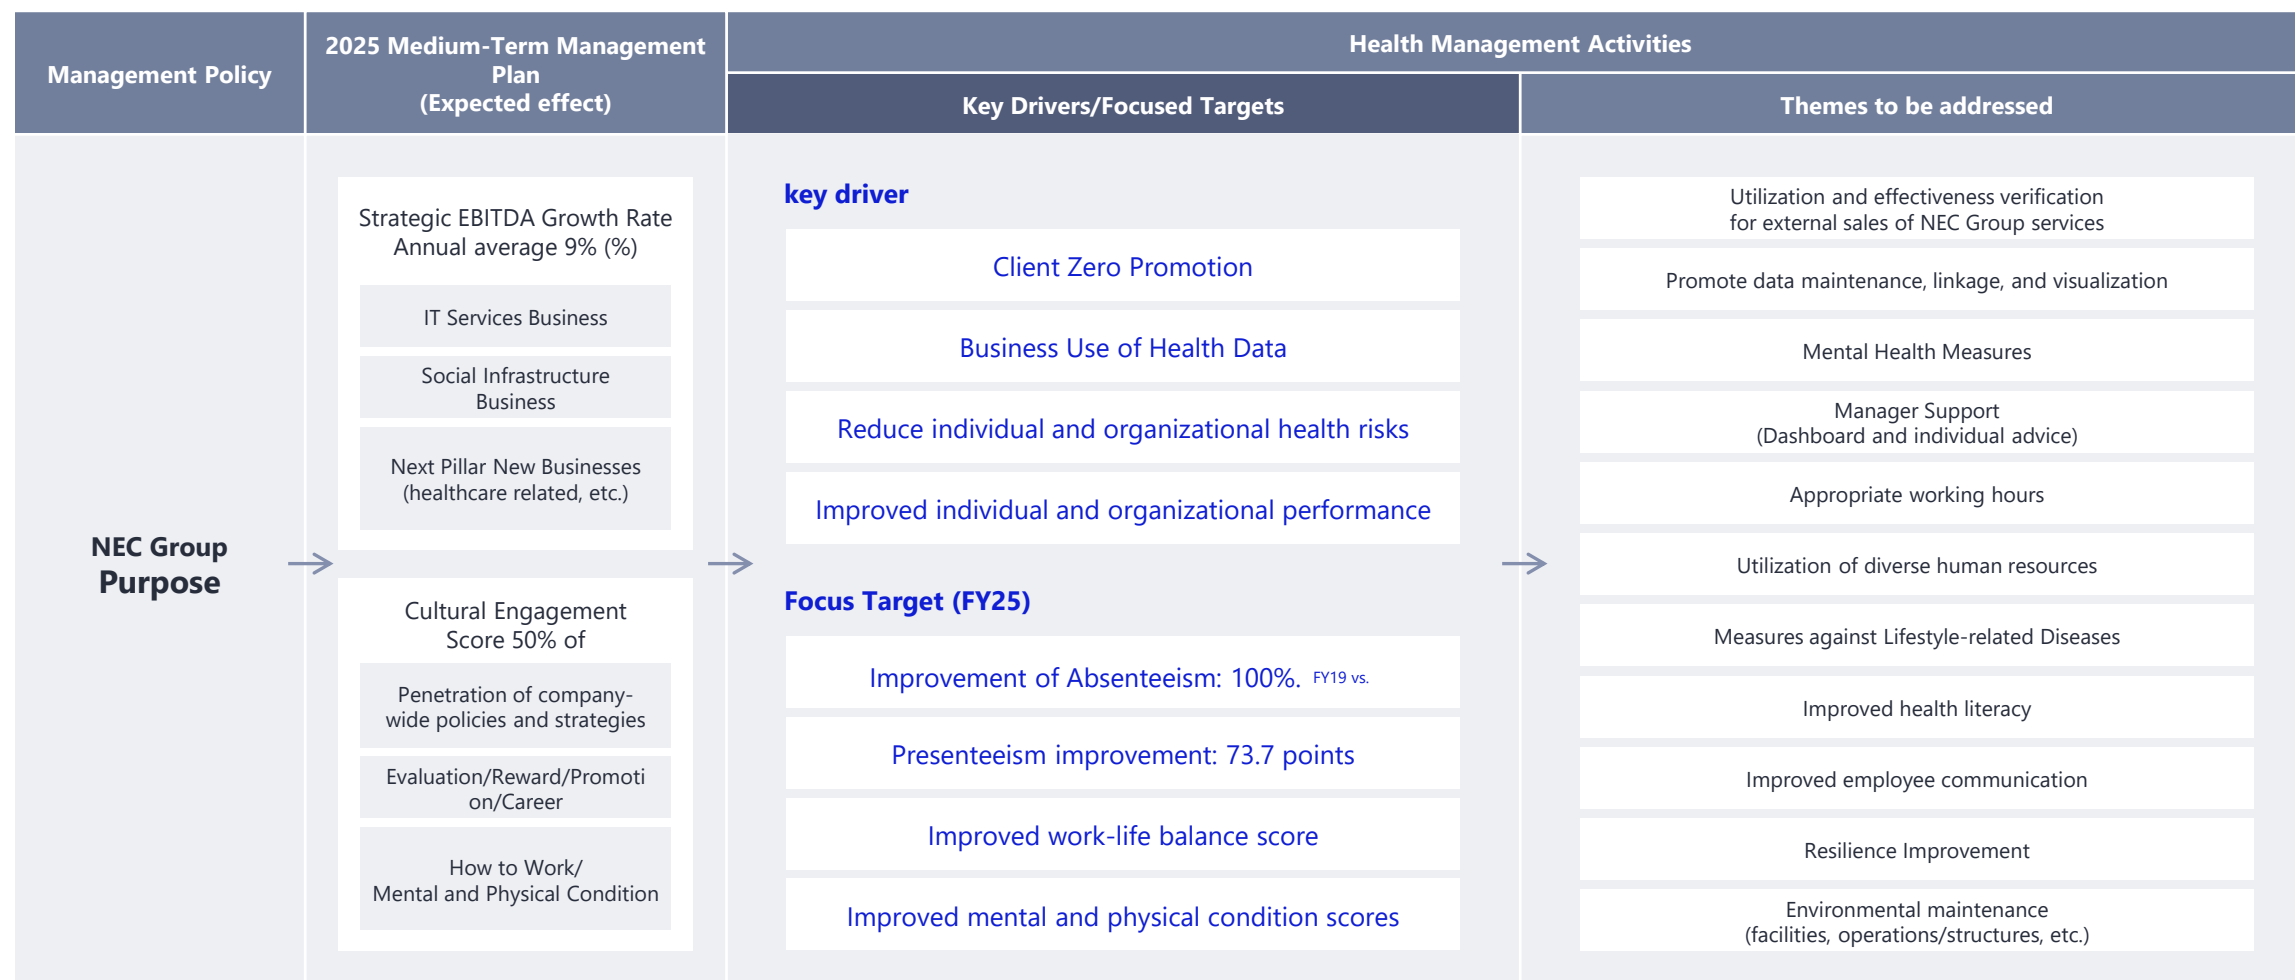 Management Policy
2025 Medium-Term Management
Plan
(Expected effect)
Health Management Activities
Key Drivers/Focused Targets
Themes to be addressed
NEC Group
Purpose
Strategic EBITDA Growth Rate
Annual average 9% (%)
IT Services Business
Social Infrastructure
Business
Next Pillar New Businesses
(healthcare related, etc.)
Cultural Engagement
Score 50% of
Penetration of company-
wide policies and strategies
Evaluation/Reward/Promoti
on/Career
How to Work/
Mental and Physical Condition
key driver
Client Zero Promotion
Business Use of Health Data
Reduce individual and organizational health risks
Improved individual and organizational performance
Focus Target (FY25)
Improvement of Absenteeism: 100%. FY19 vs.
Presenteeism improvement: 73.7 points
Improved work-life balance score
Improved mental and physical condition scores
Utilization and effectiveness verification
for external sales of NEC Group services
Promote data maintenance, linkage, and visualization
Mental Health Measures
Manager Support
(Dashboard and individual advice)
Appropriate working hours
Utilization of diverse human resources
Measures against Lifestyle-related Diseases
Improved health literacy
Improved employee communication
Resilience Improvement
Environmental maintenance
(facilities, operations/structures, etc.)